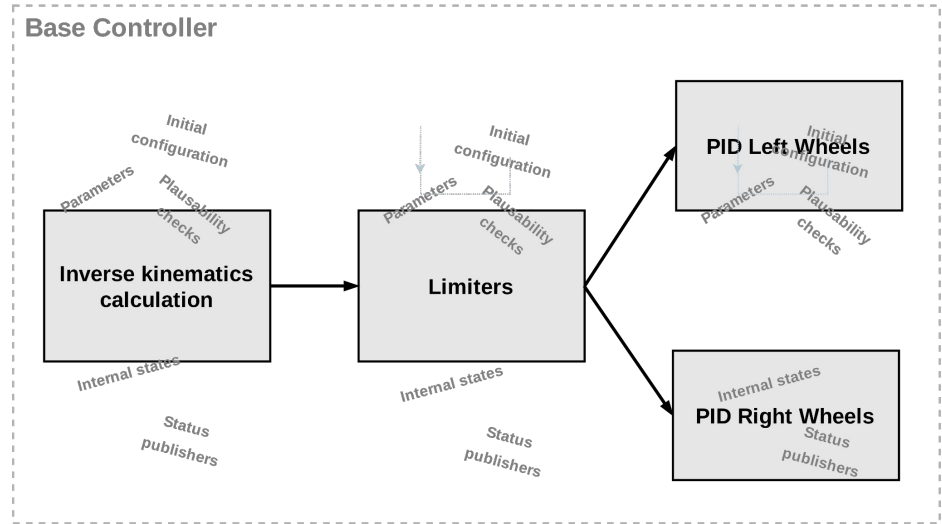 Base Controller
Initial
configuration
Parameters
Plausability
checks
Inverse kinematics
calculation
Internal states
Status
publishers
Initial
configuration
Parameters
Plausability
checks
Limiters
Internal states
Status
publishers
PID Left Wheels
Initial
configuration
Parameters
Plausability
checks
Internal states
PID Right Wheels
Status
publishers